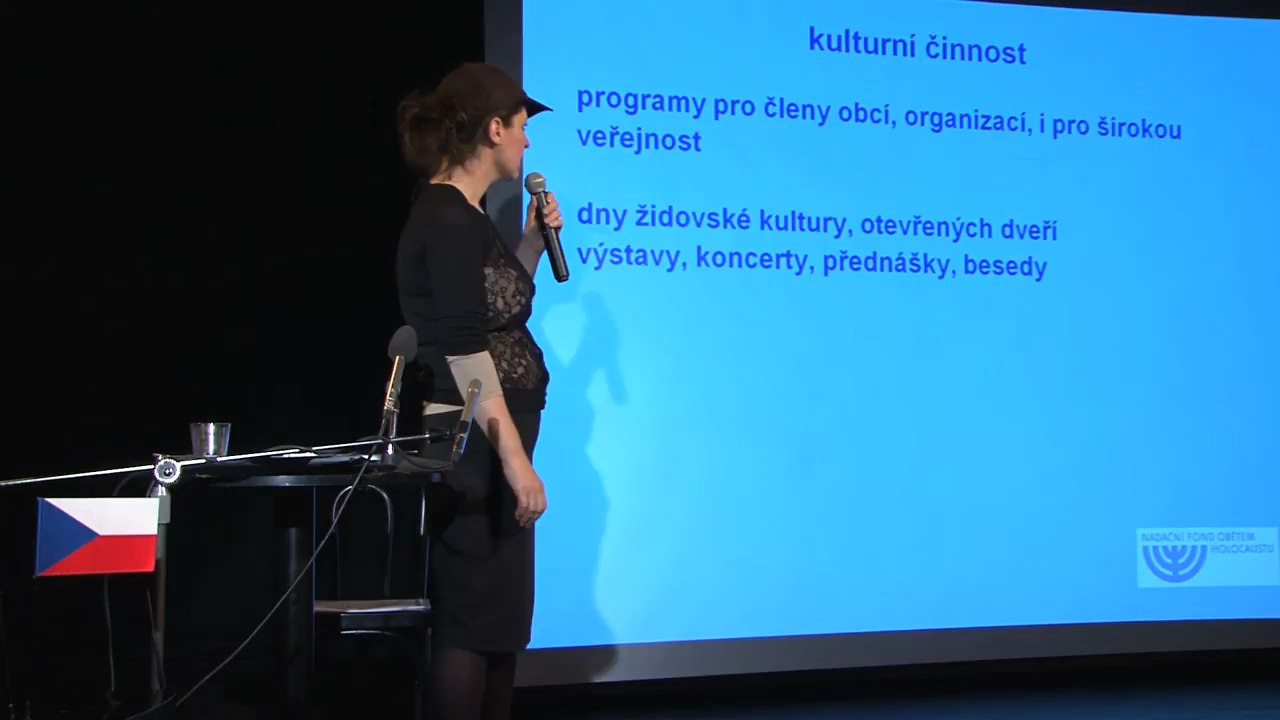 kulturní činnost
programy pro členy obcí, organizací, i pro širokou
veřejnost
dny židovské kultury, otevřených dveří
výstavy, koncerty, přednášky, besedy
NADAČNÍ FOND OBĚTEM
HOLOCAUSTU